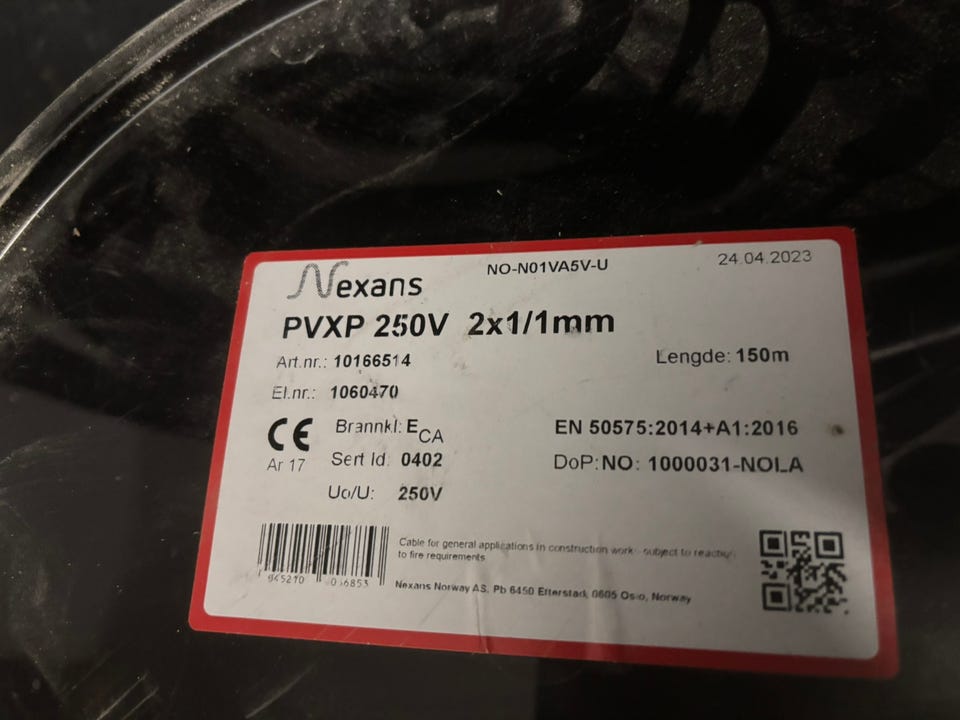 Nexans
NO-N01VA5V-U
24.04.2023
PVXP 250V 2x1/1mm
Art.nr.: 10166514
Lengde: 150m
El.nr.: 1060470
CE
Brannkl: ECA
EN 50575:2014+A1:2016
Ar 17
Sert Id: 0402
DoP:NO: 1000031-NOLA
Uo/U: 250V
Cable for general applications in construction work subject to reaction
to fire requirements
Nexans Norway AS, Pb 6450 Etterstad, 0605 Oslo, Norway